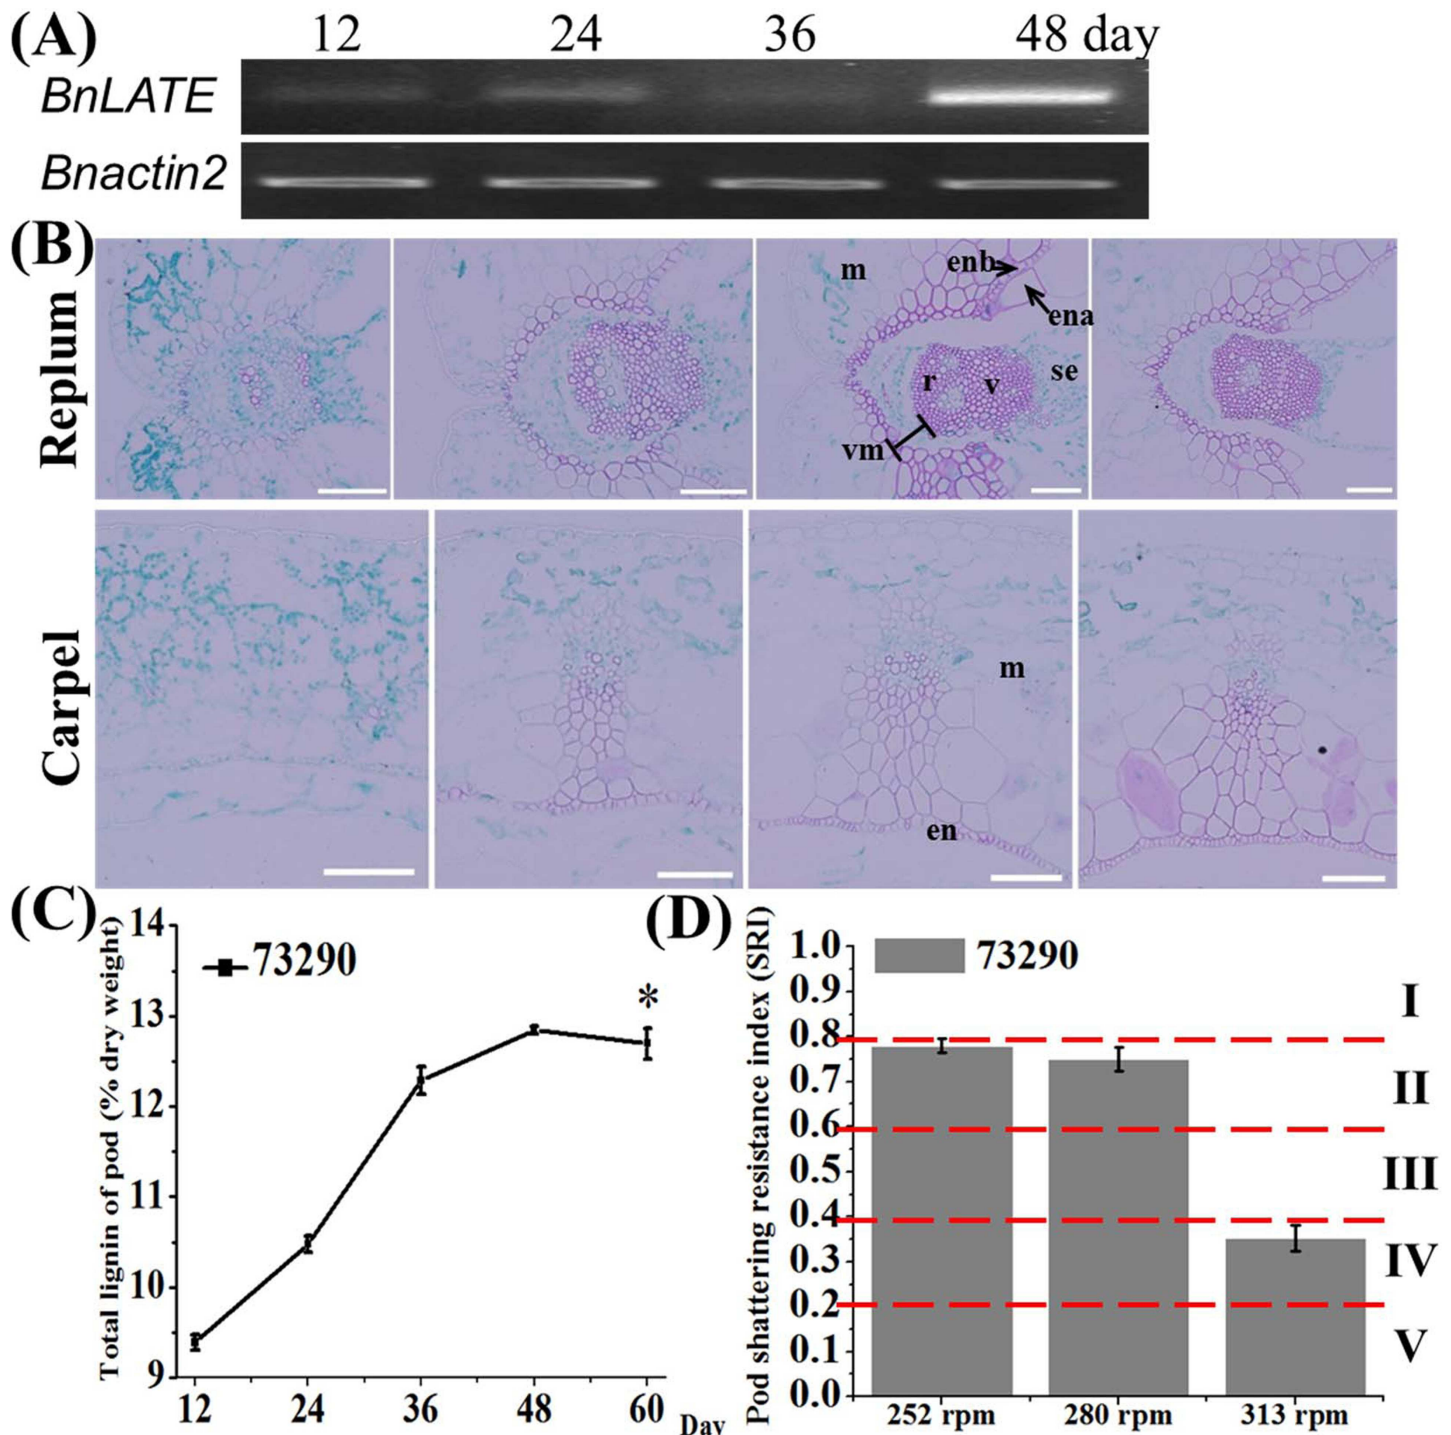 (A) 12 24 36 48 day
BnLATE
Bnactin2
(B)
Replum
m enb
ena
r v se
vm
Carpel
m
en
(C)
Total lignin of pod (% dry weight)
14
13
12
11
10
9
73290
*
12 24 36 48 60 Day
(D)
Pod shattering resistance index (SRI)
1.0
0.9
0.8
0.7
0.6
0.5
0.4
0.3
0.2
0.1
0.0
73290
I
II
III
IV
V
252 rpm 280 rpm 313 rpm